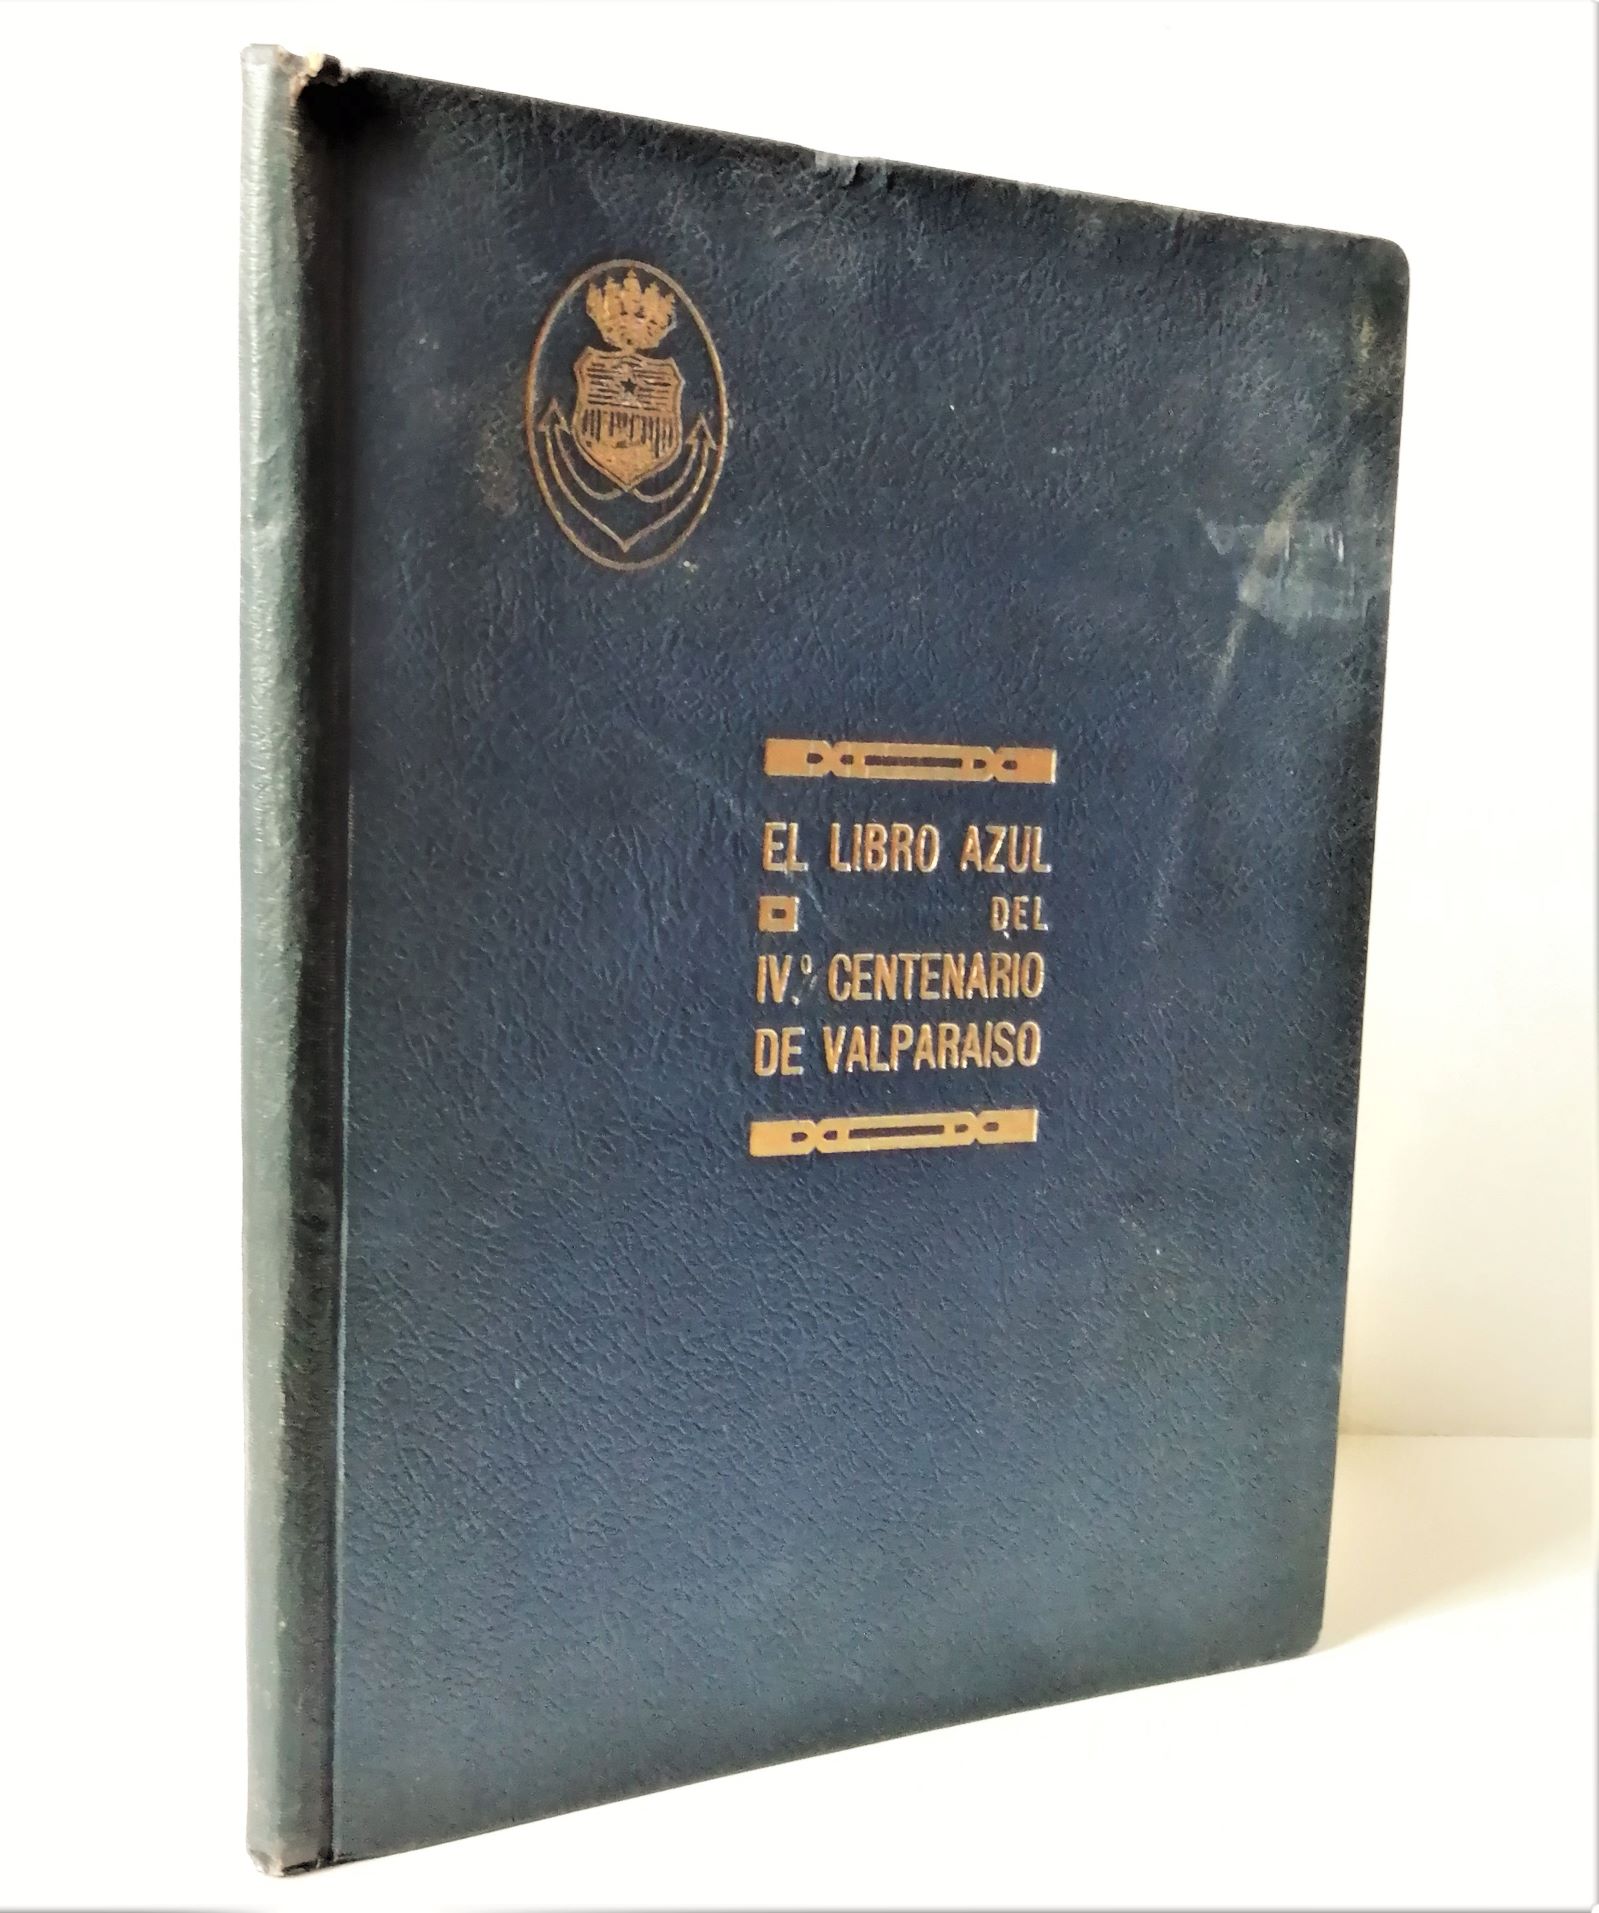 EL LIBRO AZUL
DEL
IV.º CENTENARIO
DE VALPARAISO